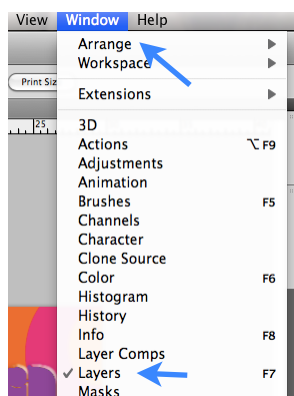 View Window Help
Arrange
Workspace
Print Siz
Extensions
25
3D
Actions ⌥F9
Adjustments
Animation
Brushes F5
Channels
Character
Clone Source
Color F6
Histogram
History
Info F8
Layer Comps
✓ Layers F7
Masks